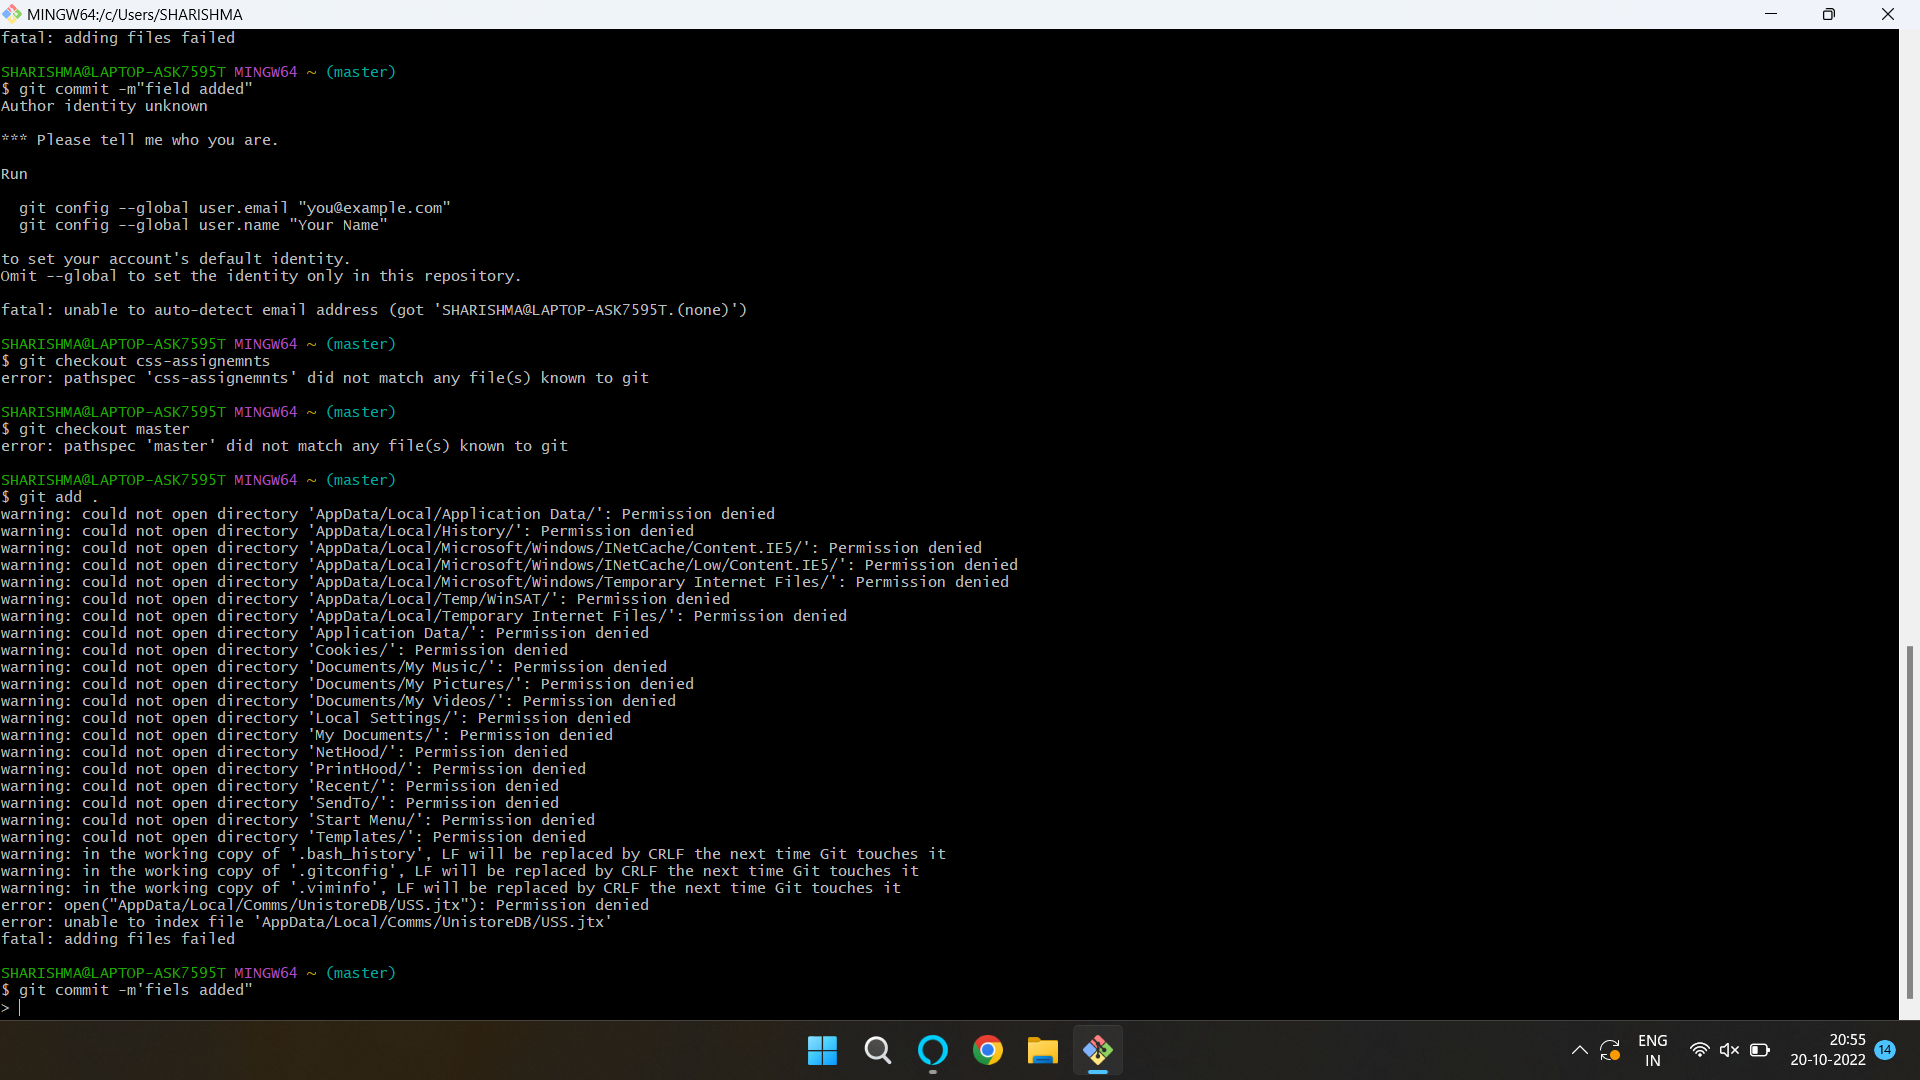 MINGW64:/c/Users/SHARISHMA
fatal: adding files failed
SHARISHMA@LAPTOP-ASK7595T MINGW64 ~ (master)
$ git commit -m"field added"
Author identity unknown
*** Please tell me who you are.
Run
git config --global user.email "you@example.com"
git config --global user.name "Your Name"
to set your account's default identity.
Omit --global to set the identity only in this repository.
fatal: unable to auto-detect email address (got 'SHARISHMA@LAPTOP-ASK7595T.(none)')
SHARISHMA@LAPTOP-ASK7595T MINGW64 ~ (master)
$ git checkout css-assignemnts
error: pathspec 'css-assignemnts' did not match any file(s) known to git
SHARISHMA@LAPTOP-ASK7595T MINGW64 ~ (master)
$ git checkout master
error: pathspec 'master' did not match any file(s) known to git
SHARISHMA@LAPTOP-ASK7595T MINGW64 ~ (master)
$ git add .
warning: could not open directory 'AppData/Local/Application Data/': Permission denied
warning: could not open directory 'AppData/Local/History/': Permission denied
warning: could not open directory 'AppData/Local/Microsoft/Windows/INetCache/Content.IE5/': Permission denied
warning: could not open directory 'AppData/Local/Microsoft/Windows/INetCache/Low/Content.IE5/': Permission denied
warning: could not open directory 'AppData/Local/Microsoft/Windows/Temporary Internet Files/': Permission denied
warning: could not open directory 'AppData/Local/Temp/WinSAT/': Permission denied
warning: could not open directory 'AppData/Local/Temporary Internet Files/': Permission denied
warning: could not open directory 'Application Data/': Permission denied
warning: could not open directory 'Cookies/': Permission denied
warning: could not open directory 'Documents/My Music/': Permission denied
warning: could not open directory 'Documents/My Pictures/': Permission denied
warning: could not open directory 'Documents/My Videos/': Permission denied
warning: could not open directory 'Local Settings/': Permission denied
warning: could not open directory 'My Documents/': Permission denied
warning: could not open directory 'NetHood/': Permission denied
warning: could not open directory 'PrintHood/': Permission denied
warning: could not open directory 'Recent/': Permission denied
warning: could not open directory 'SendTo/': Permission denied
warning: could not open directory 'Start Menu/': Permission denied
warning: could not open directory 'Templates/': Permission denied
warning: in the working copy of '.bash_history', LF will be replaced by CRLF the next time Git touches it
warning: in the working copy of '.gitconfig', LF will be replaced by CRLF the next time Git touches it
warning: in the working copy of '.viminfo', LF will be replaced by CRLF the next time Git touches it
error: open("AppData/Local/Comms/UnistoreDB/USS.jtx"): Permission denied
error: unable to index file 'AppData/Local/Comms/UnistoreDB/USS.jtx'
fatal: adding files failed
SHARISHMA@LAPTOP-ASK7595T MINGW64 ~ (master)
$ git commit -m'fiels added"
>
ENG
IN
20:55
20-10-2022
14